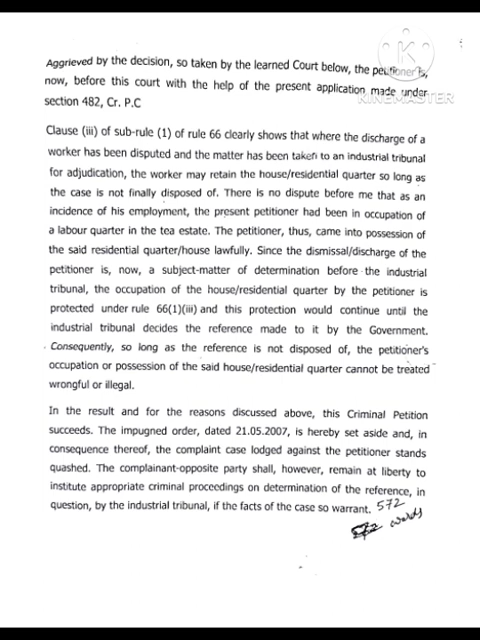 Aggrieved by the decision, so taken by the learned Court below, the petitioner is,
now, before this court with the help of the present application made under
section 482, Cr. P.C
KINEMASTER
Clause (iii) of sub-rule (1) of rule 66 clearly shows that where the discharge of a
worker has been disputed and the matter has been taken to an industrial tribunal
for adjudication, the worker may retain the house/residential quarter so long as
the case is not finally disposed of. There is no dispute before me that as an
incidence of his employment, the present petitioner had been in occupation of
a labour quarter in the tea estate. The petitioner, thus, came into possession of
the said residential quarter/house lawfully. Since the dismissal/discharge of the
petitioner is, now, a subject-matter of determination before the industrial
tribunal, the occupation of the house/residential quarter by the petitioner is
protected under rule 66(1)(iii) and this protection would continue until the
industrial tribunal decides the reference made to it by the Government.
Consequently, so long as the reference is not disposed of, the petitioner's
occupation or possession of the said house/residential quarter cannot be treated
wrongful or illegal.
In the result and for the reasons discussed above, this Criminal Petition
succeeds. The impugned order, dated 21.05.2007, is hereby set aside and, in
consequence thereof, the complaint case lodged against the petitioner stands
quashed. The complainant-opposite party shall, however, remain at liberty to
institute appropriate criminal proceedings on determination of the reference, in
question, by the industrial tribunal, if the facts of the case so warrant. 572
words